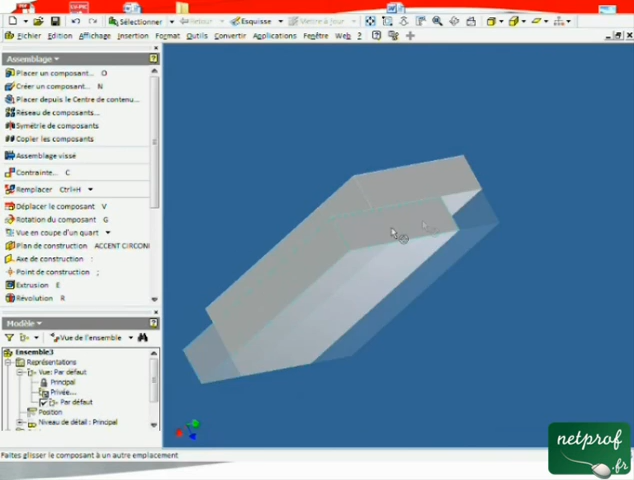 Sélectionner
Retour
Esquisse
Mettre à jour
Fichier Edition Affichage Insertion Format Outils Convertir Applications Fenêtre Web ?
Assemblage
Placer un composant... O
Créer un composant... N
Placer depuis le Centre de contenu...
Réseau de composants...
Symétrie de composants
Copier les composants
Assemblage vissé
Contrainte... C
Remplacer Ctrl+H
Déplacer le composant V
Rotation du composant G
Vue en coupe d'un quart
Plan de construction ACCENT CIRCON
Axe de construction :
Point de construction ;
Extrusion E
Révolution R
Modèle
Vue de l'ensemble
Ensemble3
Représentations
Vue: Par défaut
Principal
Privée...
Par défaut
Position
Niveau de détail : Principal
Faites glisser le composant à un autre emplacement
netprof
.fr